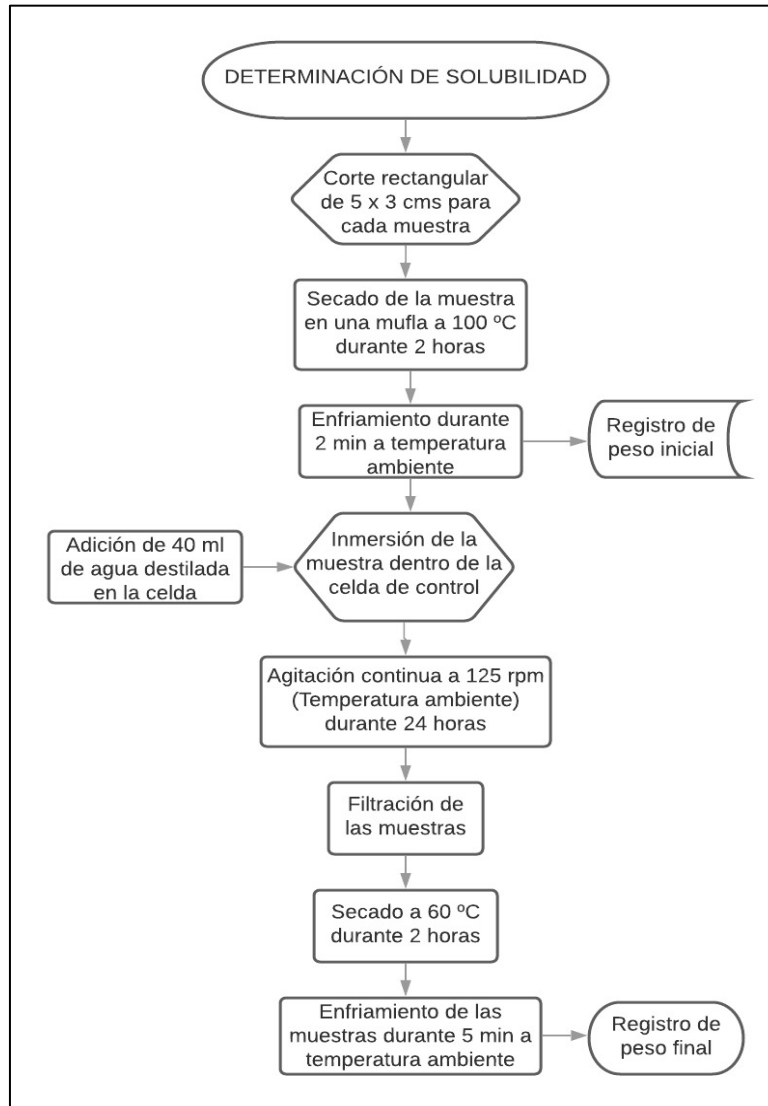 DETERMINACIÓN DE SOLUBILIDAD
Corte rectangular
de 5 x 3 cms para
cada muestra
Secado de la muestra
en una mufla a 100 ºC
durante 2 horas
Enfriamiento durante
2 min a temperatura
ambiente
Registro de
peso inicial
Adición de 40 ml
de agua destilada
en la celda
Inmersión de la
muestra dentro de la
celda de control
Agitación continua a 125 rpm
(Temperatura ambiente)
durante 24 horas
Filtración de
las muestras
Secado a 60 ºC
durante 2 horas
Enfriamiento de las
muestras durante 5 min a
temperatura ambiente
Registro de
peso final